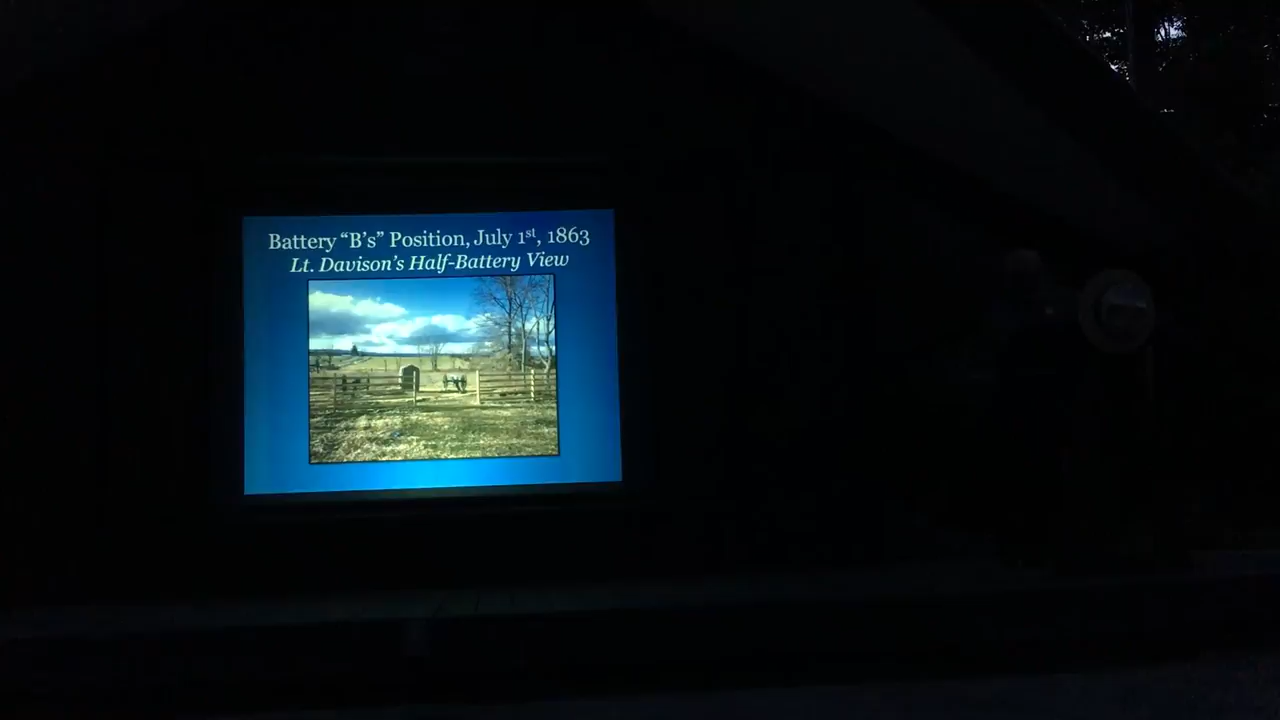 Battery “B’s” Position, July 1st, 1863
Lt. Davison’s Half-Battery View